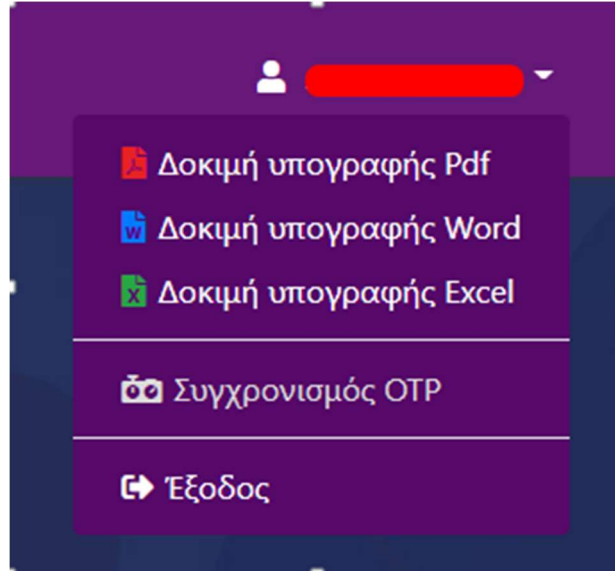 Δοκιμή υπογραφής Pdf
Δοκιμή υπογραφής Word
Δοκιμή υπογραφής Excel
Συγχρονισμός OTP
Έξοδος